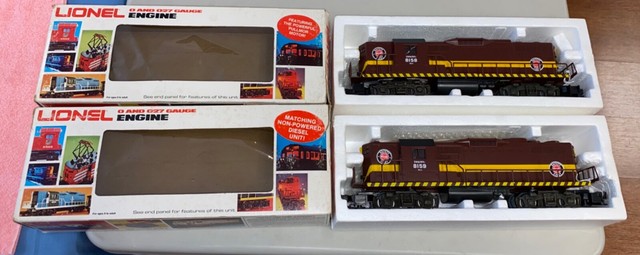 LIONEL O AND O27 GAUGE
ENGINE
FEATURING
THE POWERFUL
PULLMOR
MOTOR!
See end panel for features of this unit.
8158
LIONEL O AND O27 GAUGE
ENGINE
MATCHING
NON-POWERED
DIESEL
UNIT!
See end panel for features of this unit.
8159